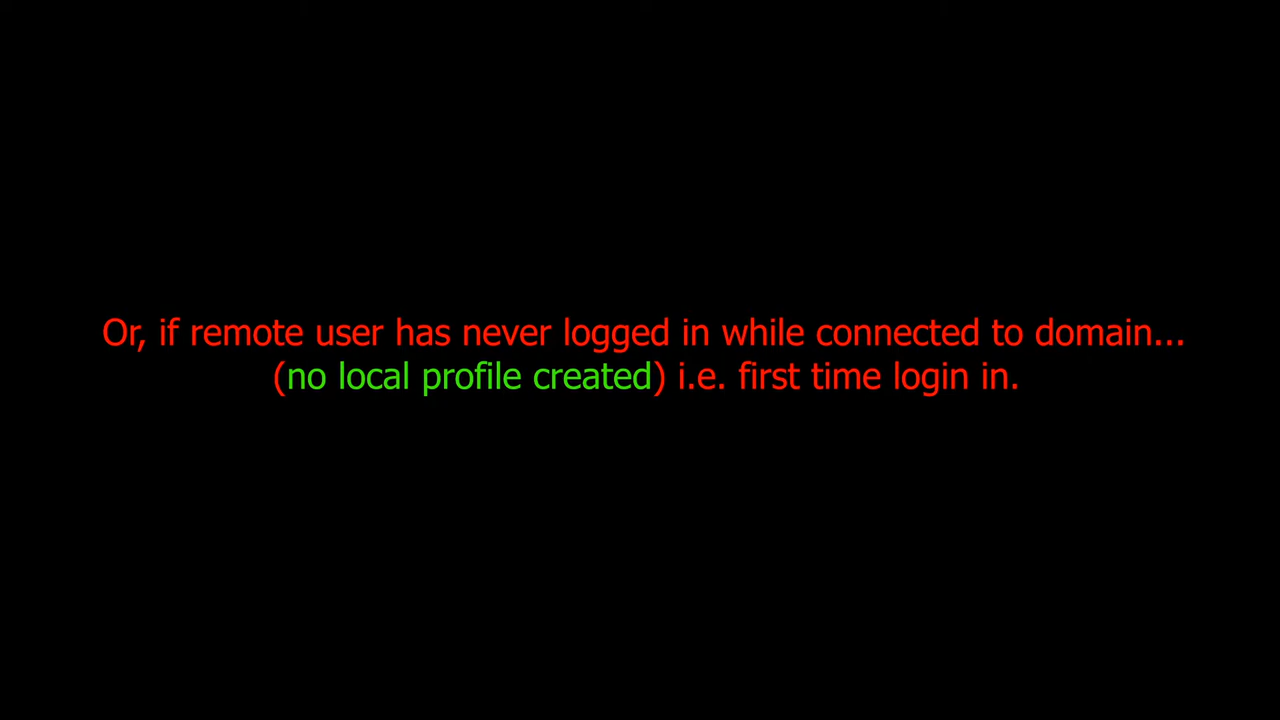 Or, if remote user has never logged in while connected to domain...
(no local profile created) i.e. first time login in.